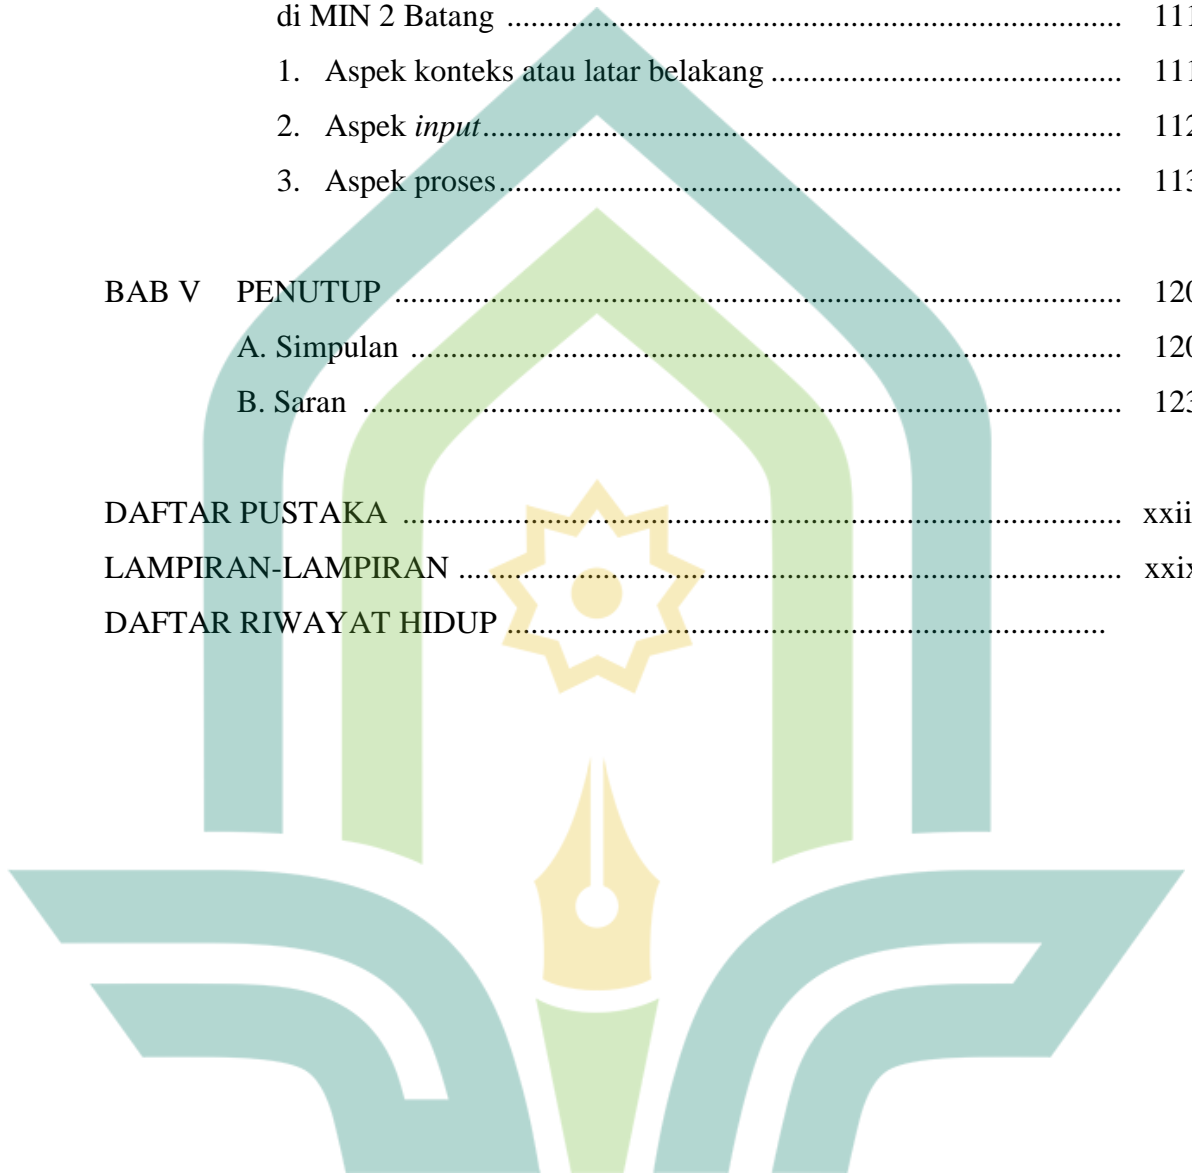 di MIN 2 Batang .......................................................................... 111
1. Aspek konteks atau latar belakang .......................................... 111
2. Aspek input............................................................................. 112
3. Aspek proses........................................................................... 113
BAB V PENUTUP ........................................................................................ 120
A. Simpulan ...................................................................................... 120
B. Saran ............................................................................................ 123
DAFTAR PUSTAKA ....................................................................................... xxii
LAMPIRAN-LAMPIRAN ................................................................................ xxix
DAFTAR RIWAYAT HIDUP ........................................................................